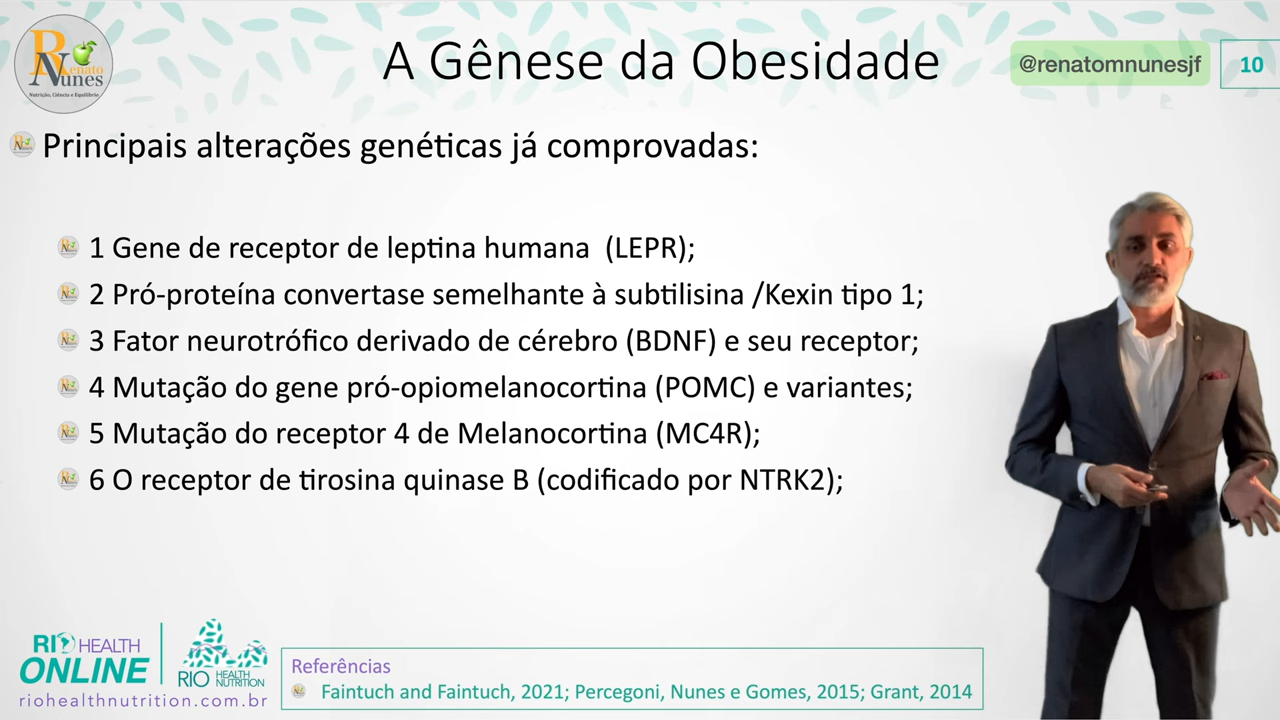 Renato
Nunes
Nutrição, Ciência e Equilíbrio
A Gênese da Obesidade
@renatomnunesjf
10
Principais alterações genéticas já comprovadas:
1 Gene de receptor de leptina humana (LEPR);
2 Pró-proteína convertase semelhante à subtilisina /Kexin tipo 1;
3 Fator neurotrófico derivado de cérebro (BDNF) e seu receptor;
4 Mutação do gene pró-opiomelanocortina (POMC) e variantes;
5 Mutação do receptor 4 de Melanocortina (MC4R);
6 O receptor de tirosina quinase B (codificado por NTRK2);
RIO HEALTH
ONLINE
RIO HEALTH NUTRITION
riohealthnutrition.com.br
Referências
Faintuch and Faintuch, 2021; Percegoni, Nunes e Gomes, 2015; Grant, 2014